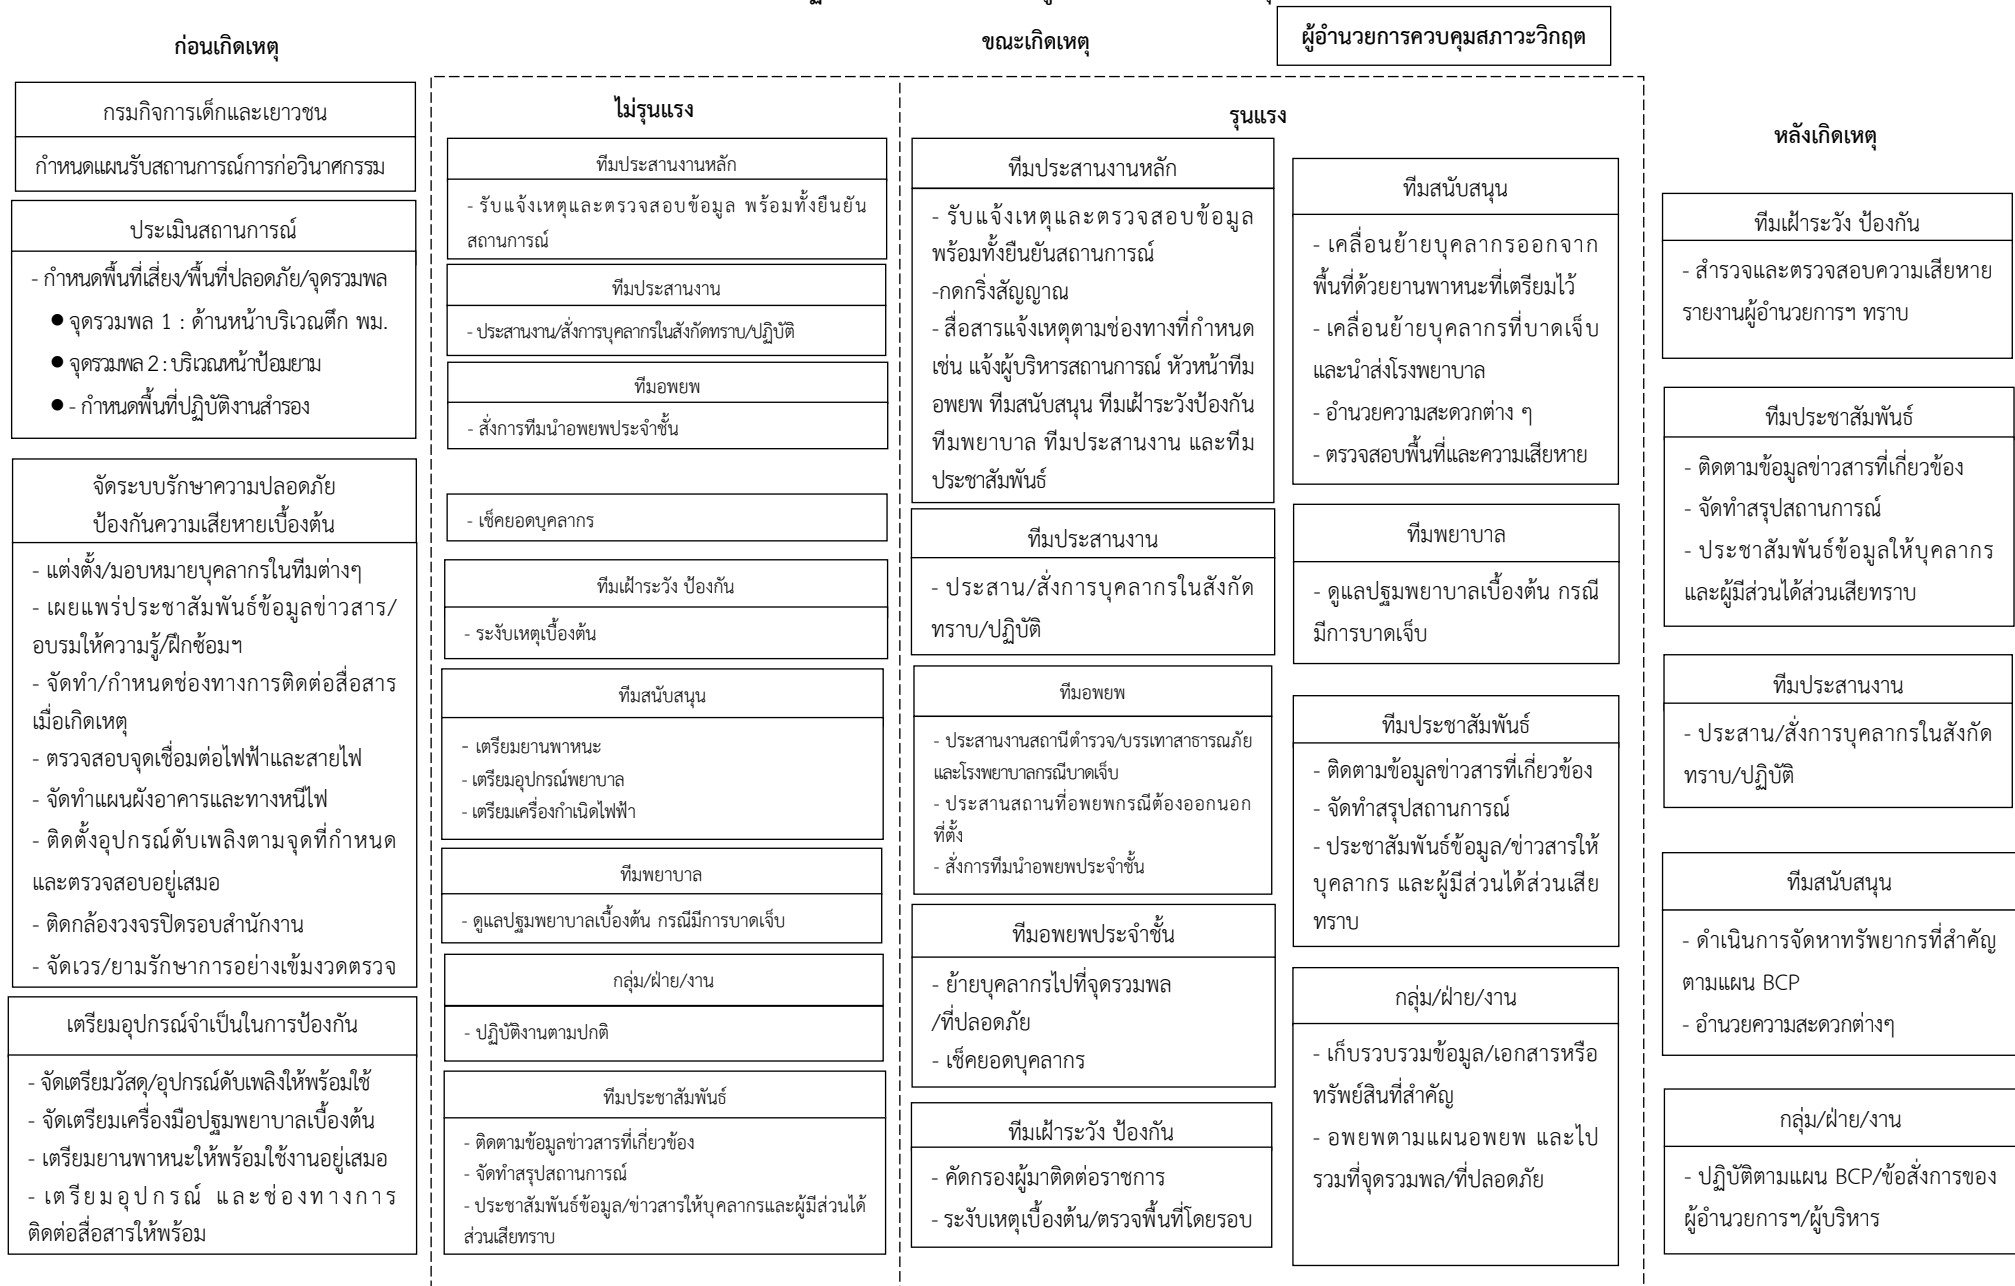 ก่อนเกิดเหตุ
ขณะเกิดเหตุ
ผู้อำนวยการควบคุมสภาวะวิกฤต
กรมกิจการเด็กและเยาวชน
กำหนดแผนรับสถานการณ์การก่อวินาศกรรม
ประเมินสถานการณ์
- กำหนดพื้นที่เสี่ยง/พื้นที่ปลอดภัย/จุดรวมพล
● จุดรวมพล 1 : ด้านหน้าบริเวณตึก พม.
● จุดรวมพล 2 : บริเวณหน้าป้อมยาม
● - กำหนดพื้นที่ปฏิบัติงานสำรอง
จัดระบบรักษาความปลอดภัย
ป้องกันความเสียหายเบื้องต้น
- แต่งตั้ง/มอบหมายบุคลากรในทีมต่างๆ
- เผยแพร่ประชาสัมพันธ์ข้อมูลข่าวสาร/
อบรมให้ความรู้/ฝึกซ้อมฯ
- จัดทำ/กำหนดช่องทางการติดต่อสื่อสาร
เมื่อเกิดเหตุ
- ตรวจสอบจุดเชื่อมต่อไฟฟ้าและสายไฟ
- จัดทำแผนผังอาคารและทางหนีไฟ
- ติดตั้งอุปกรณ์ดับเพลิงตามจุดที่กำหนด
และตรวจสอบอยู่เสมอ
- ติดกล้องวงจรปิดรอบสำนักงาน
- จัดเวร/ยามรักษาการอย่างเข้มงวดตรวจ
เตรียมอุปกรณ์จำเป็นในการป้องกัน
- จัดเตรียมวัสดุ/อุปกรณ์ดับเพลิงให้พร้อมใช้
- จัดเตรียมเครื่องมือปฐมพยาบาลเบื้องต้น
- เตรียมยานพาหนะให้พร้อมใช้งานอยู่เสมอ
- เตรียมอุปกรณ์ และช่องทางการ
ติดต่อสื่อสารให้พร้อม
ไม่รุนแรง
ทีมประสานงานหลัก
- รับแจ้งเหตุและตรวจสอบข้อมูล พร้อมทั้งยืนยัน
สถานการณ์
ทีมประสานงาน
- ประสานงาน/สั่งการบุคลากรในสังกัดทราบ/ปฏิบัติ
ทีมอพยพ
- สั่งการทีมนำอพยพประจำชั้น
- เช็คยอดบุคลากร
ทีมเฝ้าระวัง ป้องกัน
- ระงับเหตุเบื้องต้น
ทีมสนับสนุน
- เตรียมยานพาหนะ
- เตรียมอุปกรณ์พยาบาล
- เตรียมเครื่องกำเนิดไฟฟ้า
ทีมพยาบาล
- ดูแลปฐมพยาบาลเบื้องต้น กรณีมีการบาดเจ็บ
กลุ่ม/ฝ่าย/งาน
- ปฏิบัติงานตามปกติ
ทีมประชาสัมพันธ์
- ติดตามข้อมูลข่าวสารที่เกี่ยวข้อง
- จัดทำสรุปสถานการณ์
- ประชาสัมพันธ์ข้อมูล/ข่าวสารให้บุคลากรและผู้มีส่วนได้
ส่วนเสียทราบ
รุนแรง
ทีมประสานงานหลัก
- รับแจ้งเหตุและตรวจสอบข้อมูล
พร้อมทั้งยืนยันสถานการณ์
-กดกริ่งสัญญาณ
- สื่อสารแจ้งเหตุตามช่องทางที่กำหนด
เช่น แจ้งผู้บริหารสถานการณ์ หัวหน้าทีม
อพยพ ทีมสนับสนุน ทีมเฝ้าระวังป้องกัน
ทีมพยาบาล ทีมประสานงาน และทีม
ประชาสัมพันธ์
ทีมประสานงาน
- ประสาน/สั่งการบุคลากรในสังกัด
ทราบ/ปฏิบัติ
ทีมอพยพ
- ประสานงานสถานีตำรวจ/บรรเทาสาธารณภัย
และโรงพยาบาลกรณีบาดเจ็บ
- ประสานสถานที่อพยพกรณีต้องออกนอก
ที่ตั้ง
- สั่งการทีมนำอพยพประจำชั้น
ทีมอพยพประจำชั้น
- ย้ายบุคลากรไปที่จุดรวมพล
/ที่ปลอดภัย
- เช็คยอดบุคลากร
ทีมเฝ้าระวัง ป้องกัน
- คัดกรองผู้มาติดต่อราชการ
- ระงับเหตุเบื้องต้น/ตรวจพื้นที่โดยรอบ
ทีมสนับสนุน
- เคลื่อนย้ายบุคลากรออกจาก
พื้นที่ด้วยยานพาหนะที่เตรียมไว้
- เคลื่อนย้ายบุคลากรที่บาดเจ็บ
และนำส่งโรงพยาบาล
- อำนวยความสะดวกต่าง ๆ
- ตรวจสอบพื้นที่และความเสียหาย
ทีมพยาบาล
- ดูแลปฐมพยาบาลเบื้องต้น กรณี
มีการบาดเจ็บ
ทีมประชาสัมพันธ์
- ติดตามข้อมูลข่าวสารที่เกี่ยวข้อง
- จัดทำสรุปสถานการณ์
- ประชาสัมพันธ์ข้อมูล/ข่าวสารให้
บุคลากร และผู้มีส่วนได้ส่วนเสีย
ทราบ
กลุ่ม/ฝ่าย/งาน
- เก็บรวบรวมข้อมูล/เอกสารหรือ
ทรัพย์สินที่สำคัญ
- อพยพตามแผนอพยพ และไป
รวมที่จุดรวมพล/ที่ปลอดภัย
หลังเกิดเหตุ
ทีมเฝ้าระวัง ป้องกัน
- สำรวจและตรวจสอบความเสียหาย
รายงานผู้อำนวยการฯ ทราบ
ทีมประชาสัมพันธ์
- ติดตามข้อมูลข่าวสารที่เกี่ยวข้อง
- จัดทำสรุปสถานการณ์
- ประชาสัมพันธ์ข้อมูลให้บุคลากร
และผู้มีส่วนได้ส่วนเสียทราบ
ทีมประสานงาน
- ประสาน/สั่งการบุคลากรในสังกัด
ทราบ/ปฏิบัติ
ทีมสนับสนุน
- ดำเนินการจัดหาทรัพยากรที่สำคัญ
ตามแผน BCP
- อำนวยความสะดวกต่างๆ
กลุ่ม/ฝ่าย/งาน
- ปฏิบัติตามแผน BCP/ข้อสั่งการของ
ผู้อำนวยการฯ/ผู้บริหาร